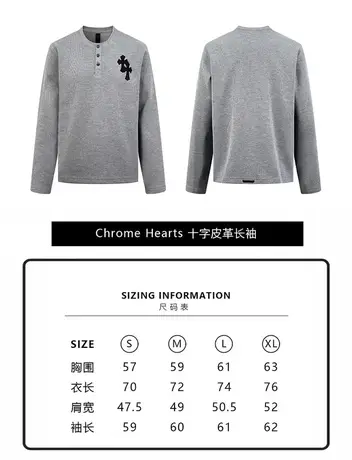 Chrome Hearts 十字皮革长袖
SIZING INFORMATION
尺码表
SIZE S M L XL
胸围 57 59 61 63
衣长 70 72 74 76
肩宽 47.5 49 50.5 52
袖长 59 60 61 62